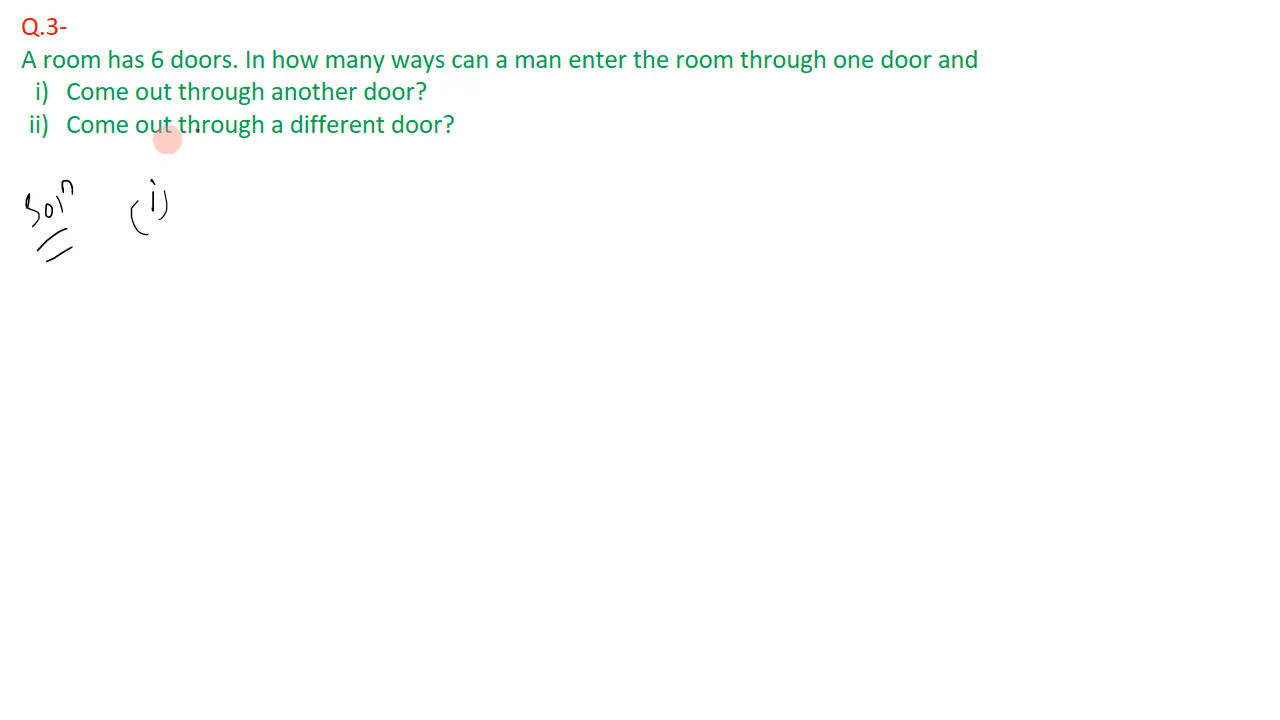 Q.3-
A room has 6 doors. In how many ways can a man enter the room through one door and
i) Come out through another door?
ii) Come out through a different door?
Solⁿ (i)